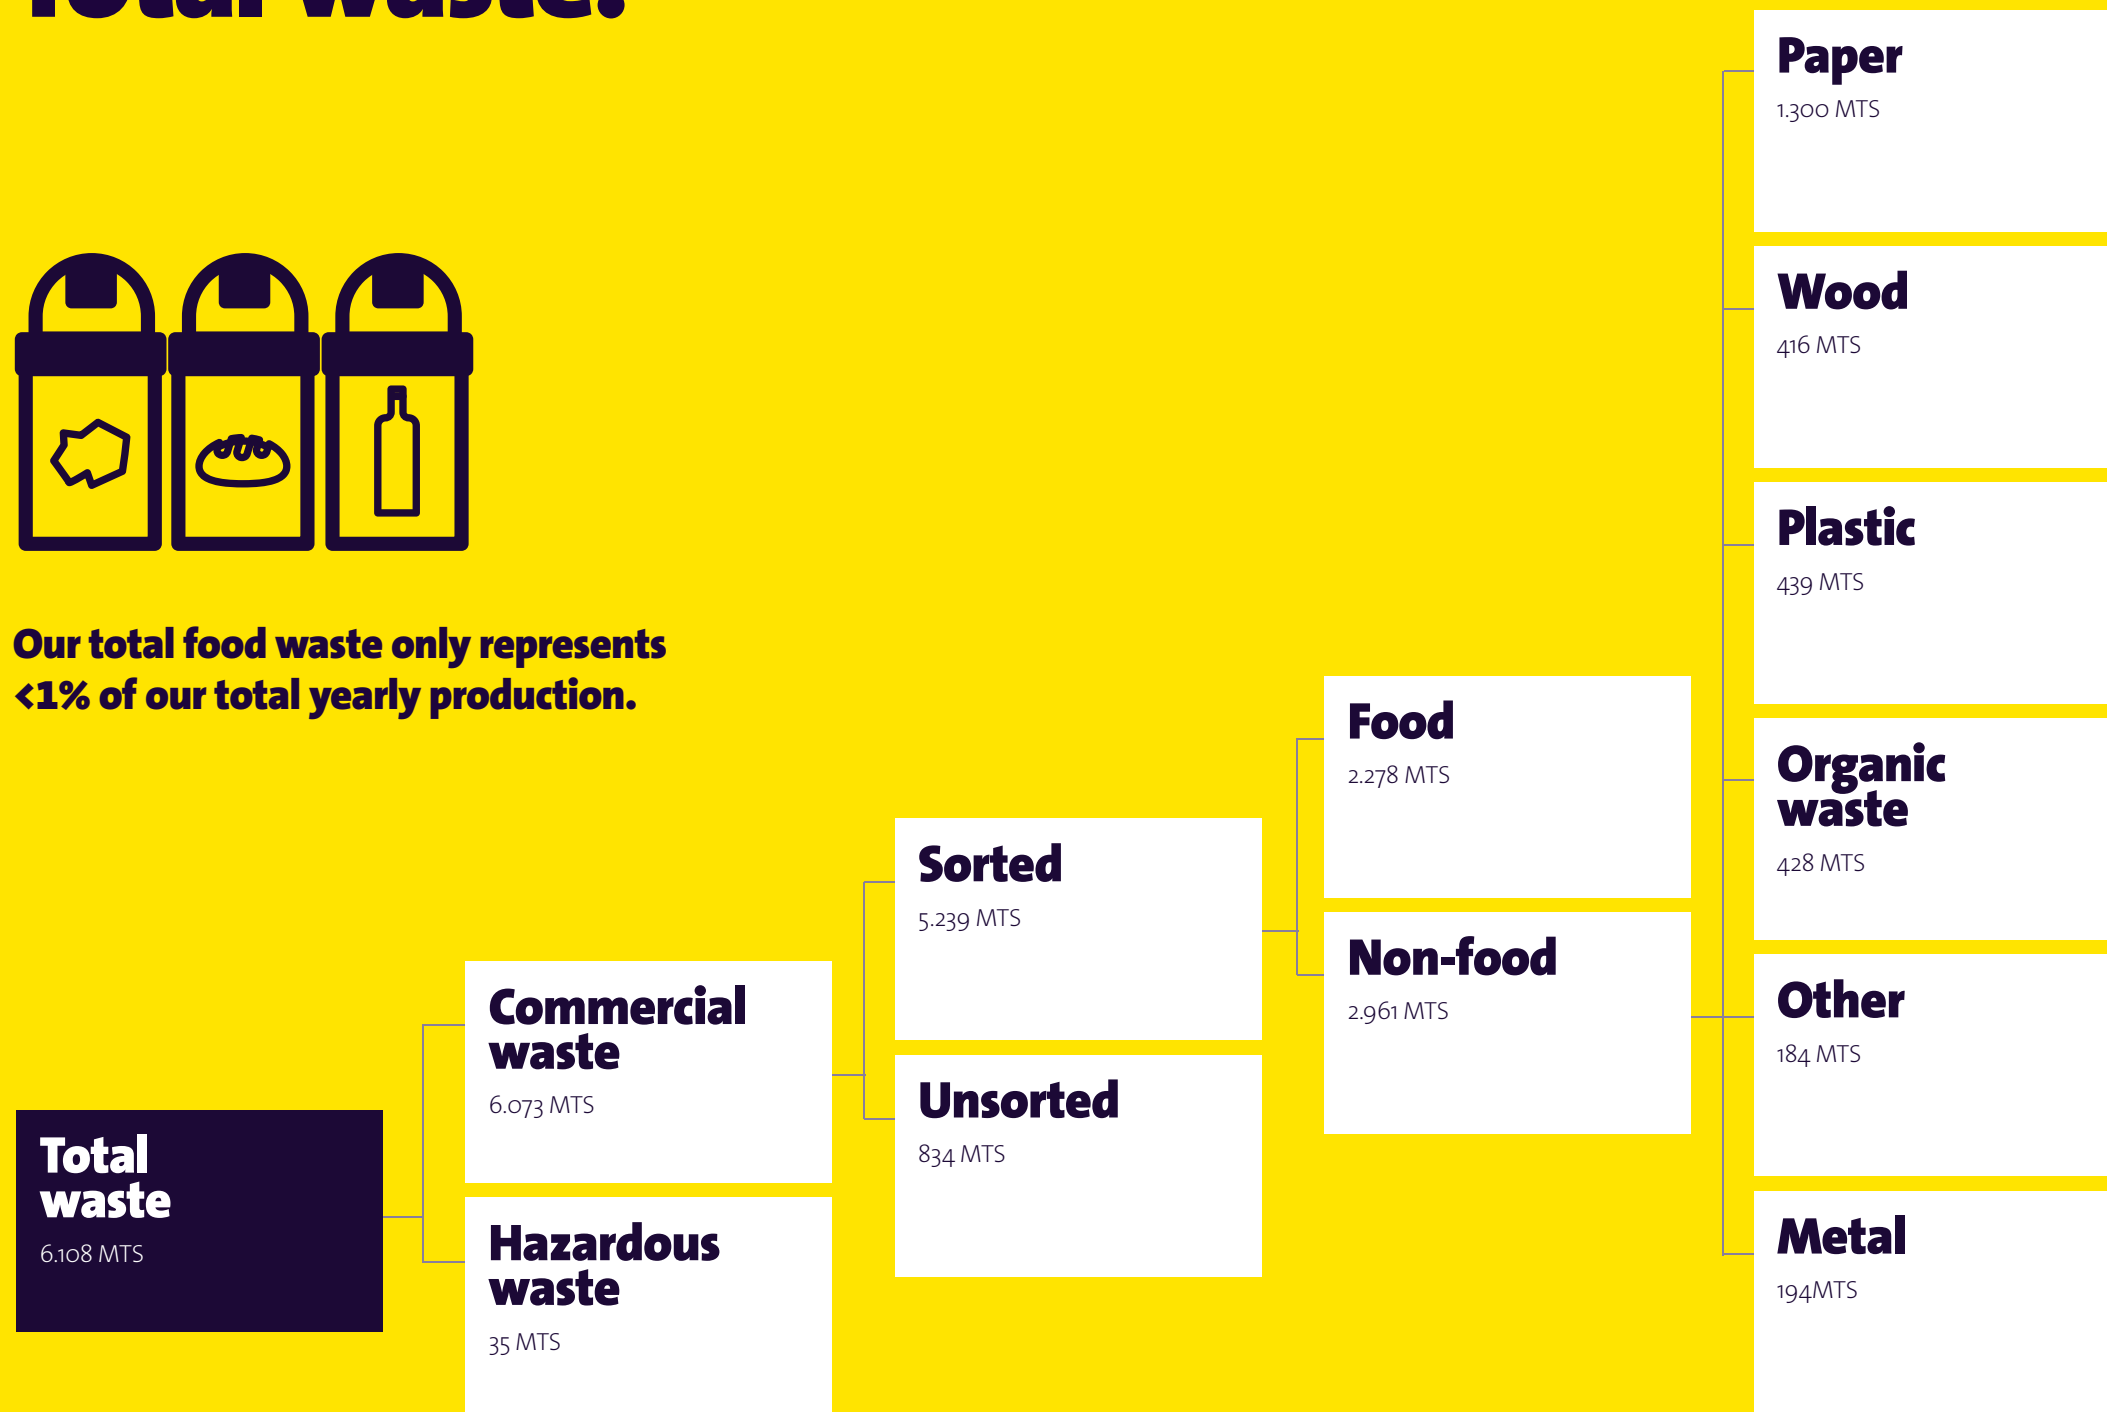 Total waste.
Our total food waste only represents
<1% of our total yearly production.
Total
waste
6.108 MTS
Commercial
waste
6.073 MTS
Hazardous
waste
35 MTS
Sorted
5.239 MTS
Unsorted
834 MTS
Food
2.278 MTS
Non-food
2.961 MTS
Paper
1.300 MTS
Wood
416 MTS
Plastic
439 MTS
Organic
waste
428 MTS
Other
184 MTS
Metal
194MTS